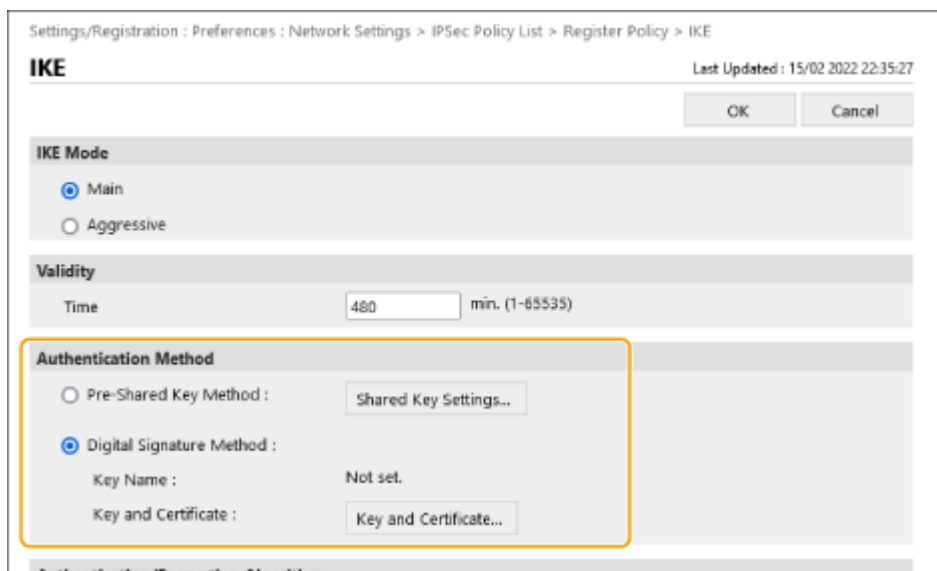 Settings/Registration : Preferences : Network Settings > IPSec Policy List > Register Policy > IKE
IKE
Last Updated : 15/02 2022 22:35:27
OK Cancel
IKE Mode
Main
Aggressive
Validity
Time 480 min. (1-65535)
Authentication Method
Pre-Shared Key Method : Shared Key Settings...
Digital Signature Method :
Key Name : Not set.
Key and Certificate : Key and Certificate...